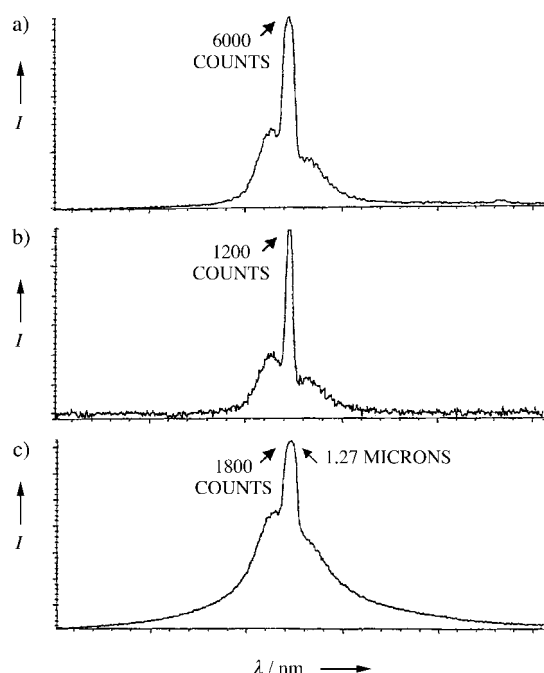 a)
6000
COUNTS
I
b)
1200
COUNTS
I
c)
1800
COUNTS
1.27 MICRONS
I
λ / nm